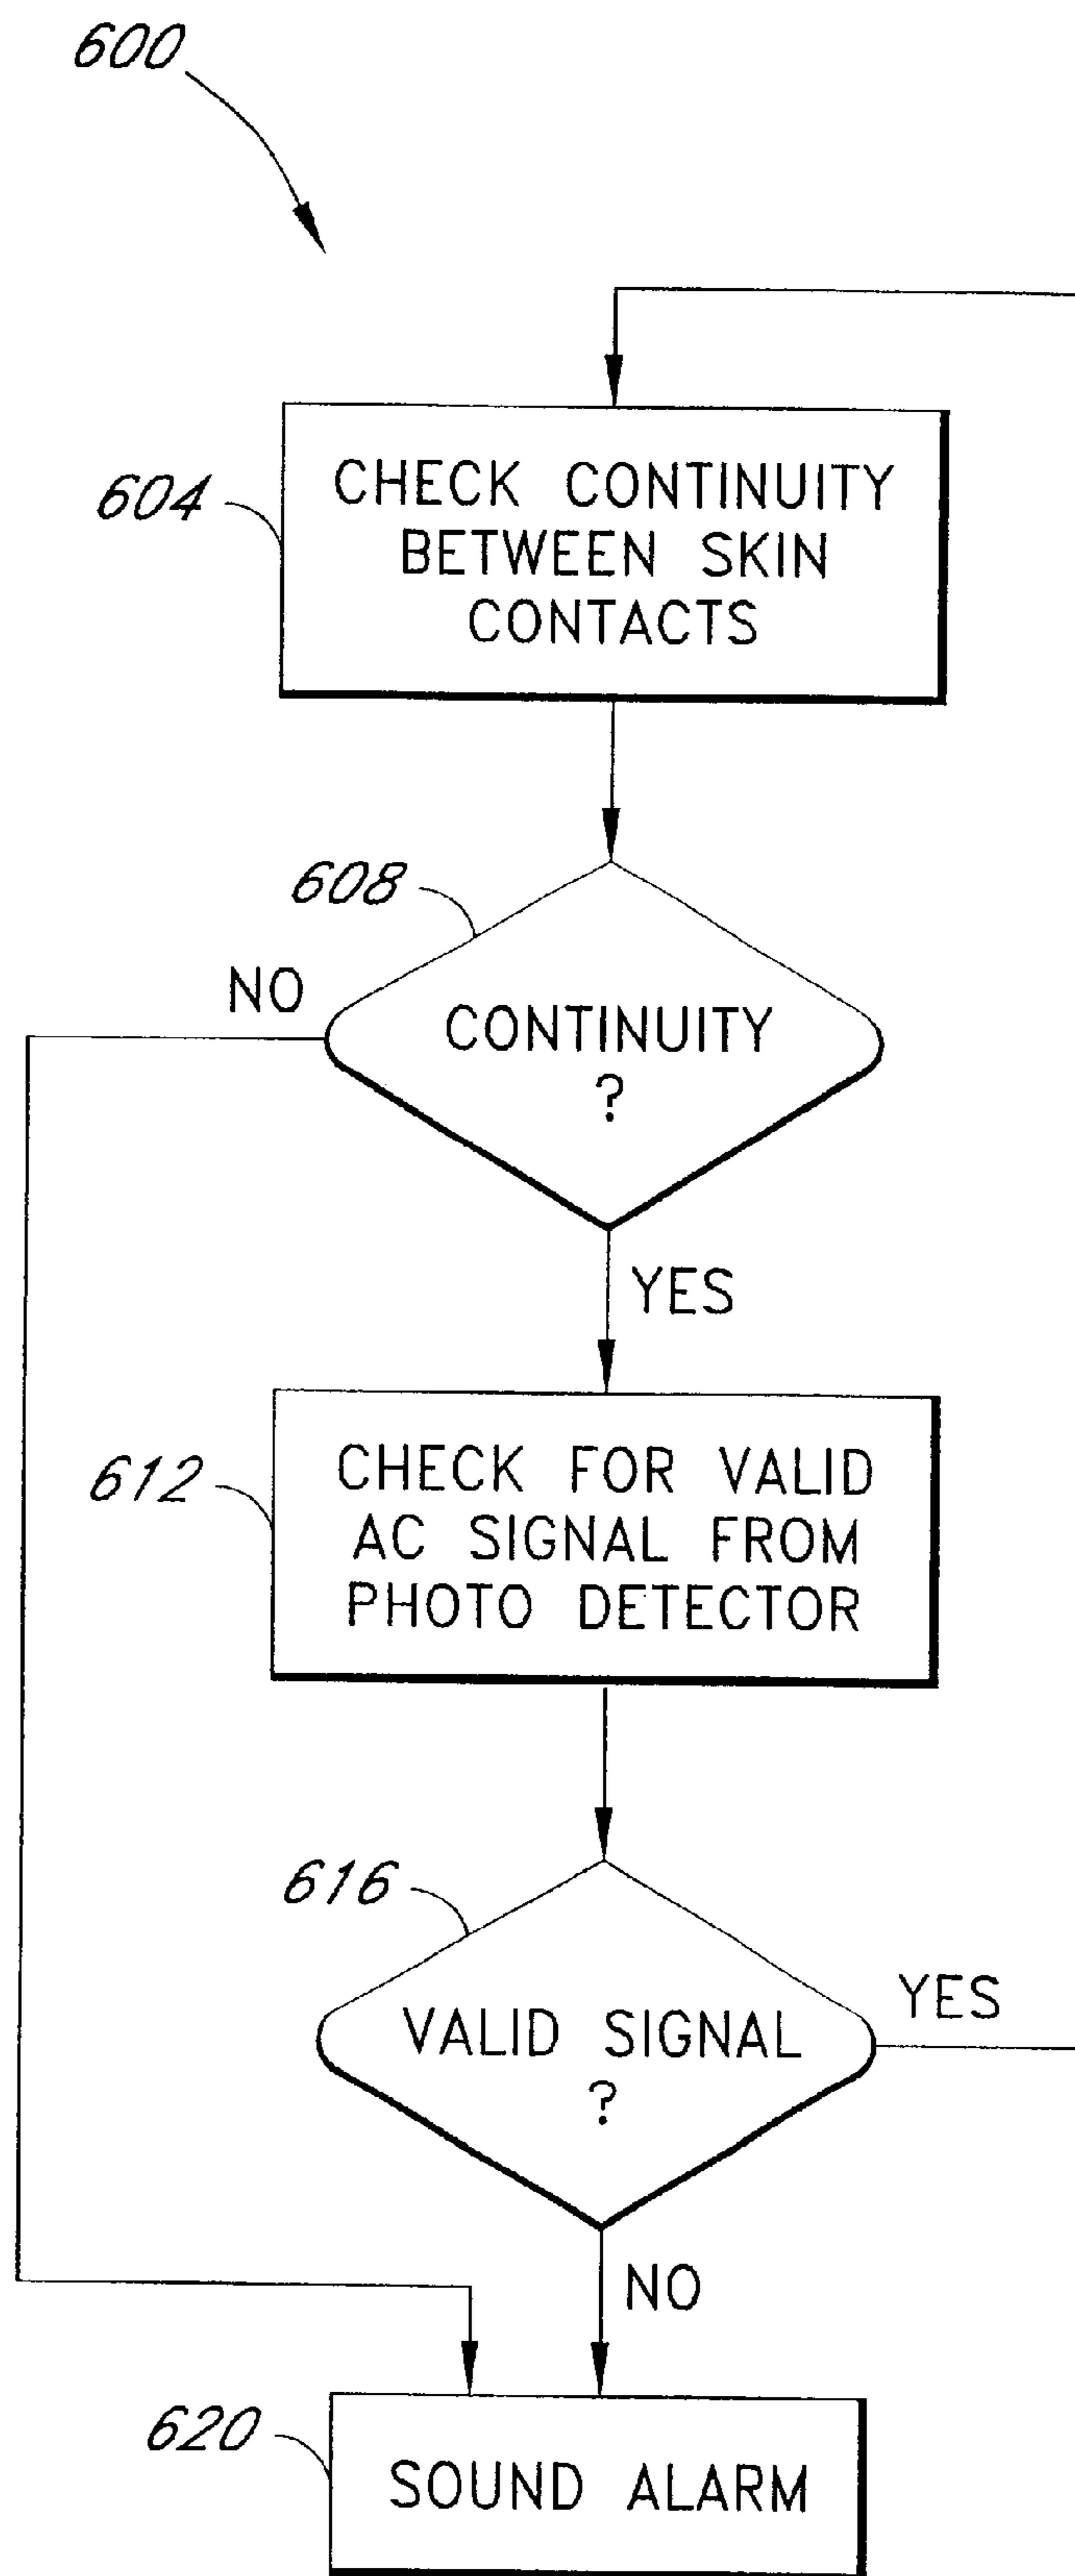 600
604
CHECK CONTINUITY
BETWEEN SKIN
CONTACTS
608
NO
CONTINUITY
?
YES
612
CHECK FOR VALID
AC SIGNAL FROM
PHOTO DETECTOR
616
YES
VALID SIGNAL
?
NO
620
SOUND ALARM